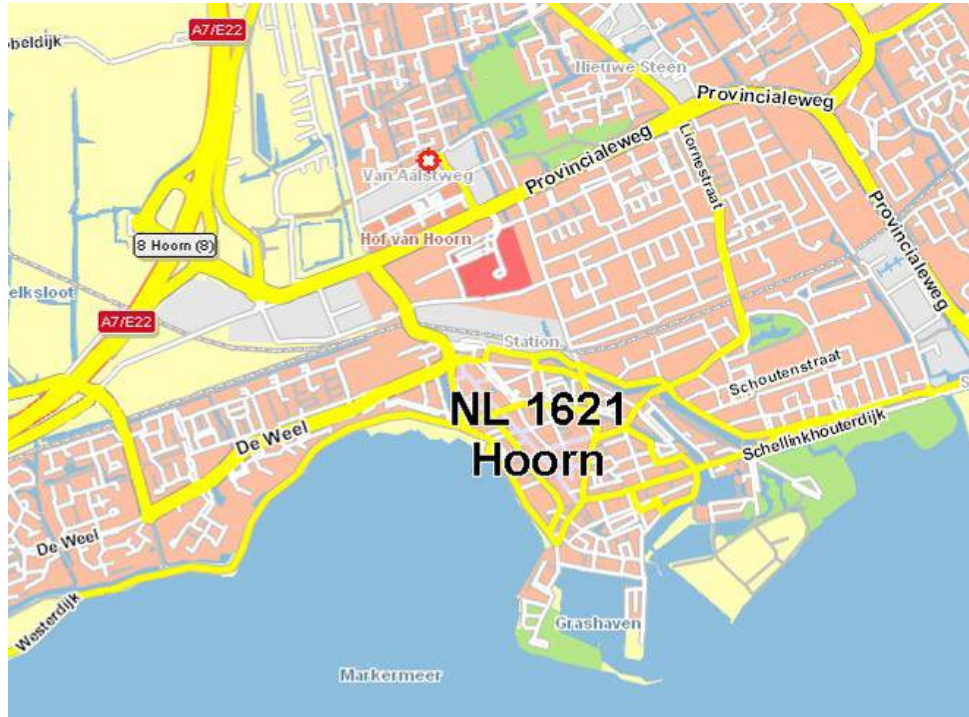 A7/E22
obeldijk
Nieuwe Steen
Provincialeweg
Liornestraat
Provincialeweg
Van Aalstweg
Provincialeweg
Hof van Hoorn
8 Hoorn (8)
elksloot
A7/E22
Station
Schoutenstraat
S
NL 1621
Hoorn
De Weel
Schellinkhouterdijk
De Weel
Westerdijk
Grashaven
Markermeer